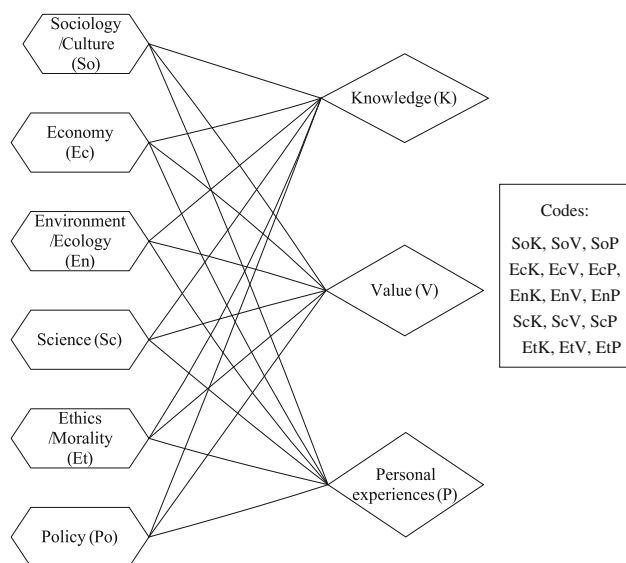 Sociology
/Culture
(So)
Economy
(Ec)
Environment
/Ecology
(En)
Science (Sc)
Ethics
/Morality
(Et)
Policy (Po)
Knowledge (K)
Value (V)
Personal
experiences (P)
Codes:
SoK, SoV, SoP
EcK, EcV, EcP,
EnK, EnV, EnP
ScK, ScV, ScP
EtK, EtV, EtP